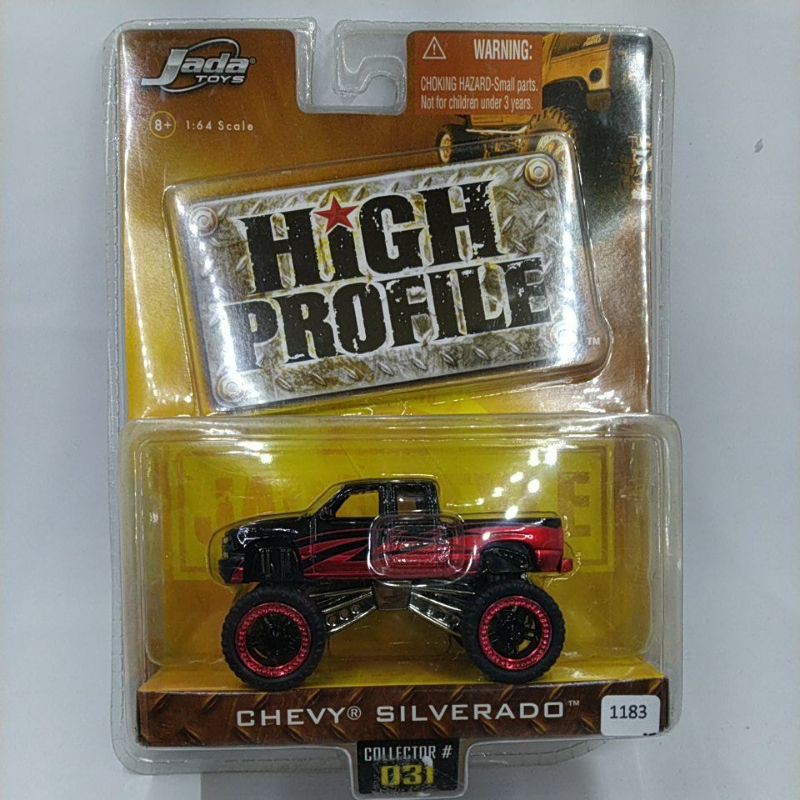 Jada
TOYS
WARNING:
CHOKING HAZARD-Small parts.
Not for children under 3 years.
8+ 1:64 Scale
HiGH
PROFILE
TM
CHEVY® SILVERADO™
1183
COLLECTOR #
031